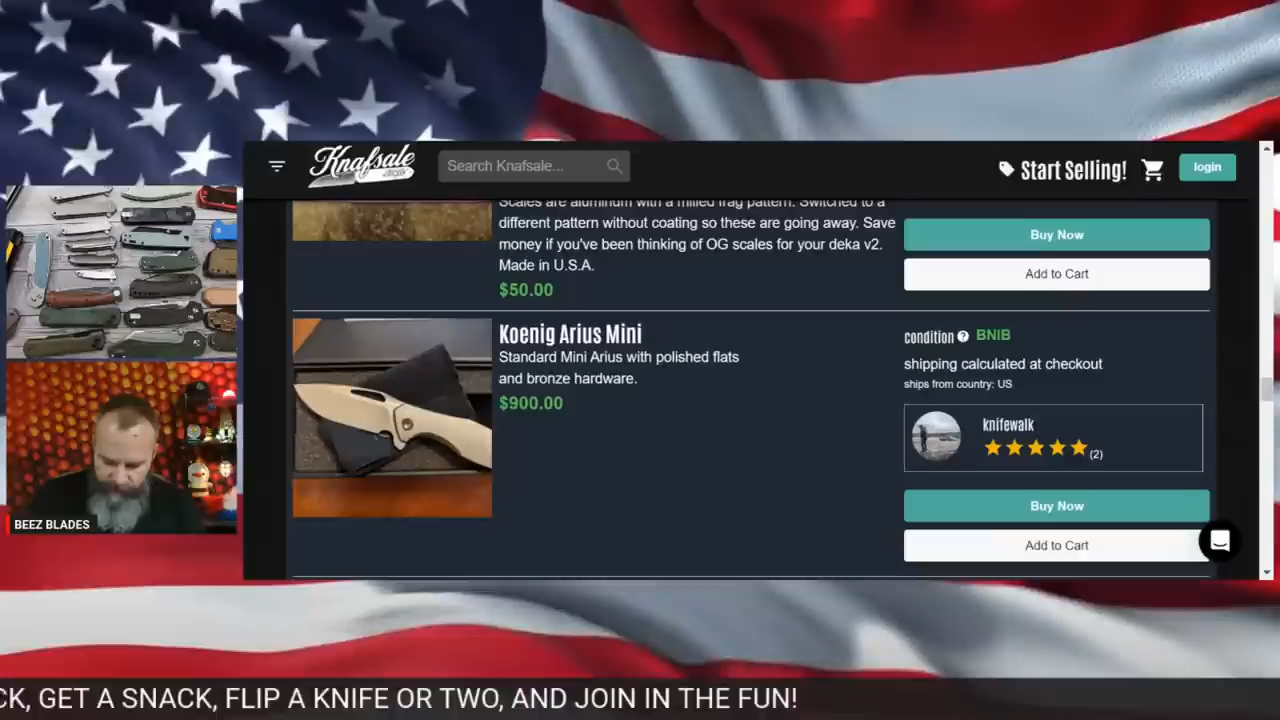 Knafsale
Search Knafsale...
Start Selling!
login
Scales are aluminum with a milled frag pattern. Switched to a
different pattern without coating so these are going away. Save
money if you've been thinking of OG scales for your deka v2.
Made in U.S.A.
$50.00
Buy Now
Add to Cart
Koenig Arius Mini
Standard Mini Arius with polished flats
and bronze hardware.
$900.00
condition ? BNIB
shipping calculated at checkout
ships from country: US
knifewalk
(2)
Buy Now
Add to Cart
BEEZ BLADES
CK, GET A SNACK, FLIP A KNIFE OR TWO, AND JOIN IN THE FUN!